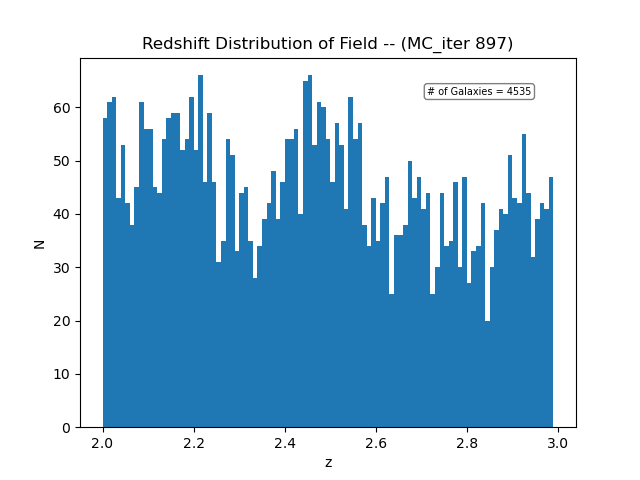 Redshift Distribution of Field -- (MC_iter 897)
# of Galaxies = 4535
60
50
40
30
20
10
0
N
2.0 2.2 2.4 2.6 2.8 3.0
z